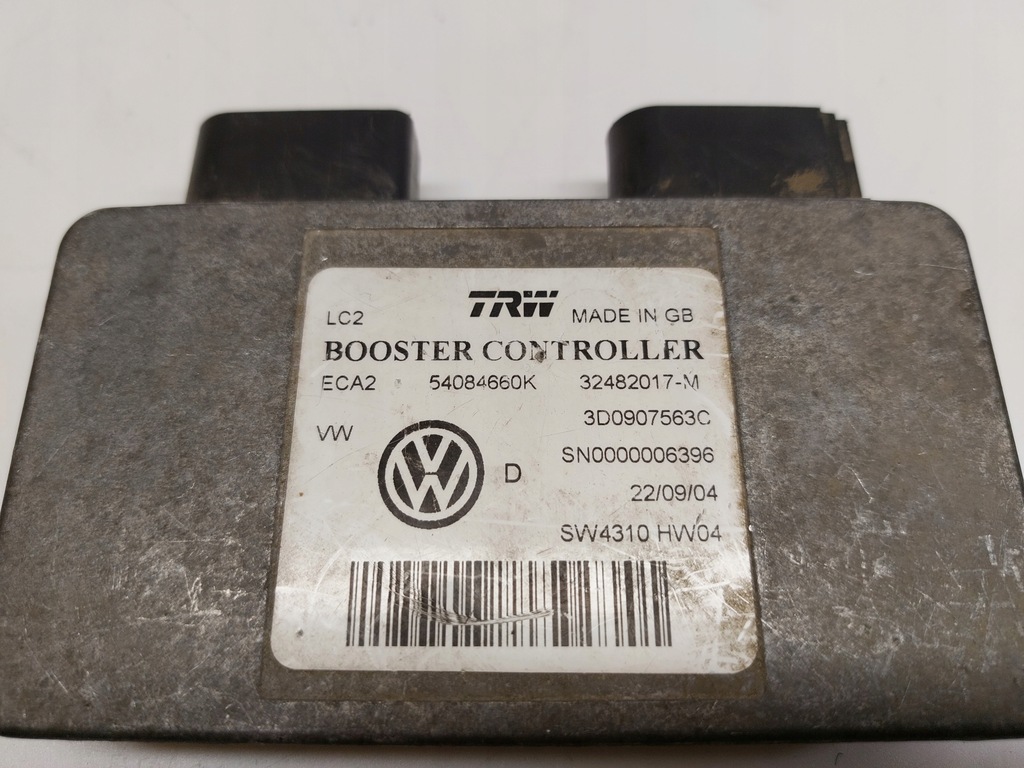 TRW
LC2 MADE IN GB
BOOSTER CONTROLLER
ECA2 54084660K 32482017-M
3D0907563C
VW
SN0000006396
D
22/09/04
SW4310 HW04